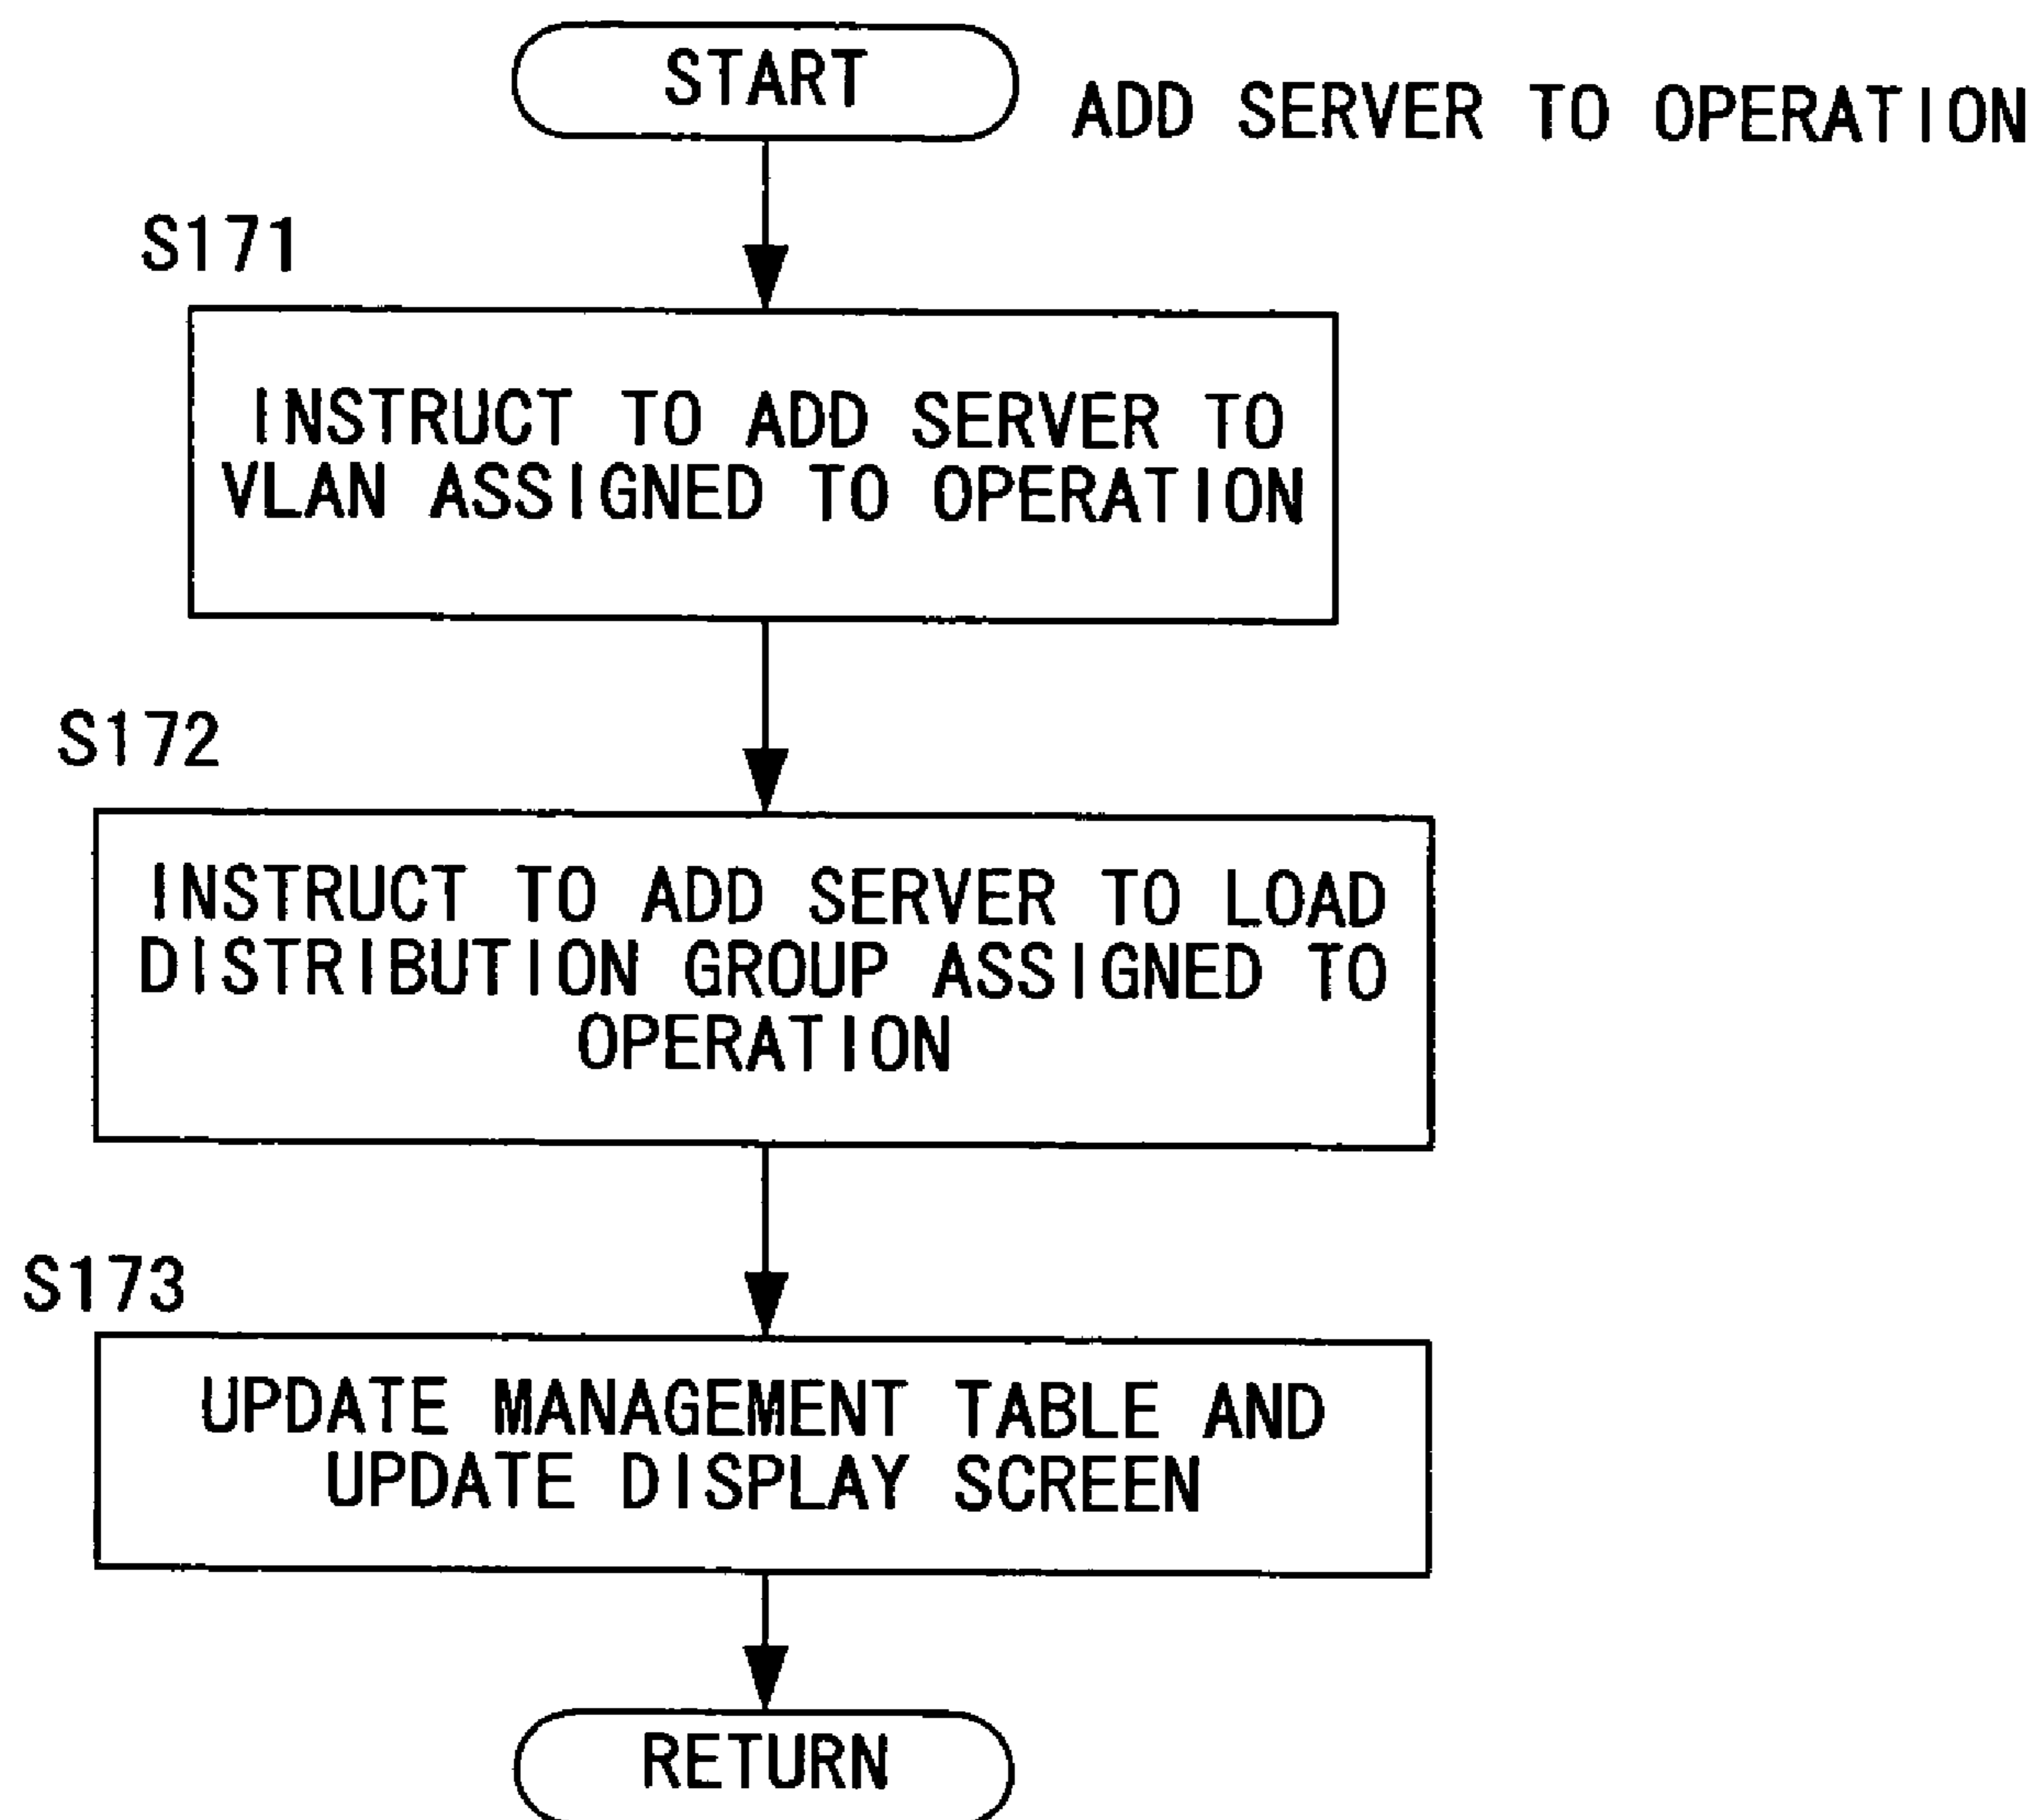 START
ADD SERVER TO OPERATION
S171
INSTRUCT TO ADD SERVER TO
VLAN ASSIGNED TO OPERATION
S172
INSTRUCT TO ADD SERVER TO LOAD
DISTRIBUTION GROUP ASSIGNED TO
OPERATION
S173
UPDATE MANAGEMENT TABLE AND
UPDATE DISPLAY SCREEN
RETURN